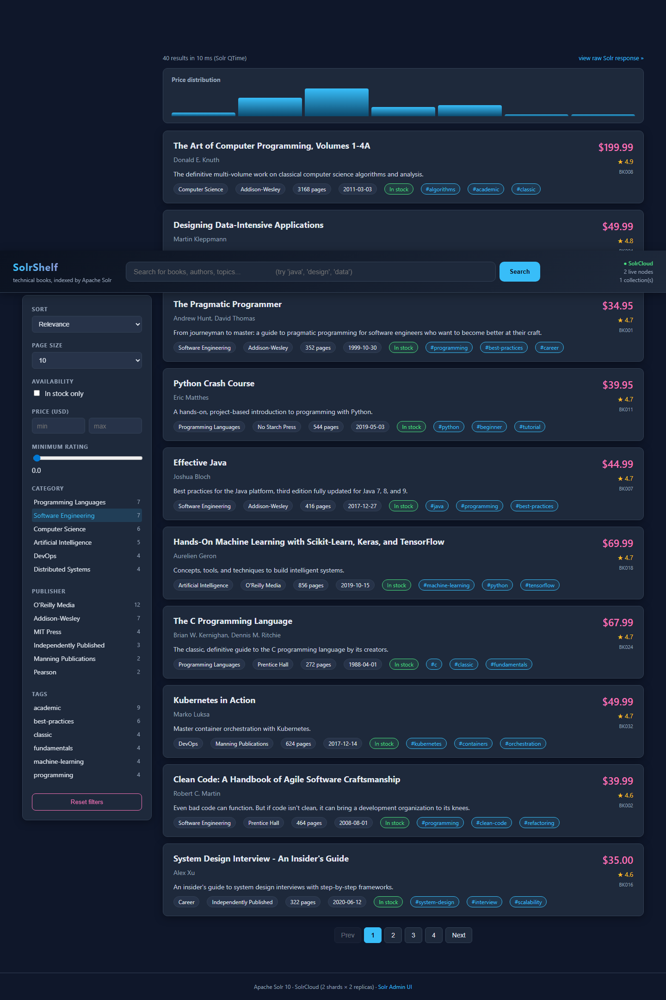 40 results in 10 ms (Solr QTime)
view raw Solr response »
Price distribution
The Art of Computer Programming, Volumes 1-4A
$199.99
Donald E. Knuth
★ 4.9
The definitive multi-volume work on classical computer science algorithms and analysis.
BK008
Computer Science Addison-Wesley 3168 pages 2011-03-03 In stock #algorithms #academic #classic
Designing Data-Intensive Applications
$49.99
Martin Kleppmann
★ 4.8
SolrShelf
technical books, indexed by Apache Solr
Search for books, authors, topics... (try 'java', 'design', 'data')
Search
● SolrCloud
2 live nodes
1 collection(s)
SORT
Relevance
PAGE SIZE
10
AVAILABILITY
In stock only
PRICE (USD)
min max
MINIMUM RATING
0.0
CATEGORY
Programming Languages 7
Software Engineering 7
Computer Science 6
Artificial Intelligence 5
DevOps 4
Distributed Systems 4
PUBLISHER
O'Reilly Media 12
Addison-Wesley 7
MIT Press 4
Independently Published 3
Manning Publications 2
Pearson 2
TAGS
academic 9
best-practices 6
classic 4
fundamentals 4
machine-learning 4
programming 4
Reset filters
The Pragmatic Programmer
$34.95
Andrew Hunt, David Thomas
★ 4.7
From journeyman to master: a guide to pragmatic programming for software engineers who want to become better at their craft.
BK001
Software Engineering Addison-Wesley 352 pages 1999-10-30 In stock #programming #best-practices #career
Python Crash Course
$39.95
Eric Matthes
★ 4.7
A hands-on, project-based introduction to programming with Python.
BK011
Programming Languages No Starch Press 544 pages 2019-05-03 In stock #python #beginner #tutorial
Effective Java
$44.99
Joshua Bloch
★ 4.7
Best practices for the Java platform, third edition fully updated for Java 7, 8, and 9.
BK007
Software Engineering Addison-Wesley 416 pages 2017-12-27 In stock #java #programming #best-practices
Hands-On Machine Learning with Scikit-Learn, Keras, and TensorFlow
$69.99
Aurelien Geron
★ 4.7
Concepts, tools, and techniques to build intelligent systems.
BK018
Artificial Intelligence O'Reilly Media 856 pages 2019-10-15 In stock #machine-learning #python #tensorflow
The C Programming Language
$67.99
Brian W. Kernighan, Dennis M. Ritchie
★ 4.7
The classic, definitive guide to the C programming language by its creators.
BK024
Programming Languages Prentice Hall 272 pages 1988-04-01 In stock #c #classic #fundamentals
Kubernetes in Action
$49.99
Marko Luksa
★ 4.7
Master container orchestration with Kubernetes.
BK032
DevOps Manning Publications 624 pages 2017-12-14 In stock #kubernetes #containers #orchestration
Clean Code: A Handbook of Agile Software Craftsmanship
$39.99
Robert C. Martin
★ 4.6
Even bad code can function. But if code isn't clean, it can bring a development organization to its knees.
BK002
Software Engineering Prentice Hall 464 pages 2008-08-01 In stock #programming #clean-code #refactoring
System Design Interview - An Insider's Guide
$35.00
Alex Xu
★ 4.6
An insider's guide to system design interviews with step-by-step frameworks.
BK016
Career Independently Published 322 pages 2020-06-12 In stock #system-design #interview #scalability
Prev 1 2 3 4 Next
Apache Solr 10 · SolrCloud (2 shards × 2 replicas) · Solr Admin UI